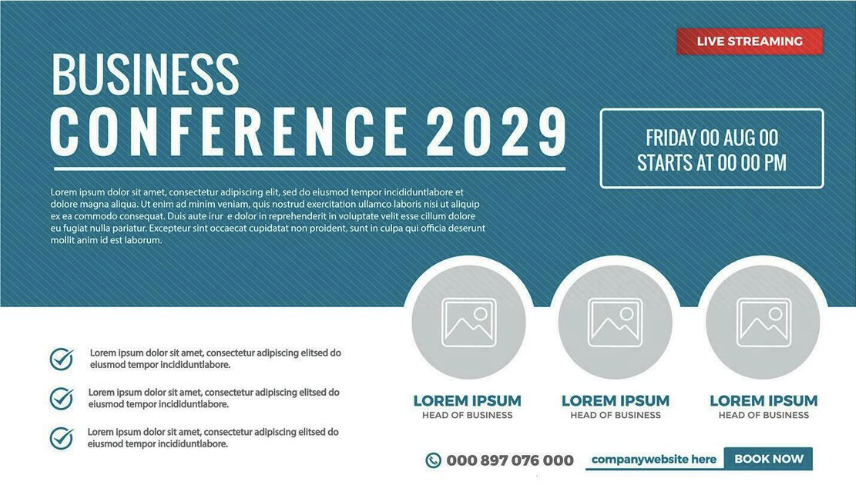 LIVE STREAMING
BUSINESS
CONFERENCE 2029
FRIDAY 00 AUG 00
STARTS AT 00 00 PM
Lorem ipsum dolor sit amet, consectetur adipiscing elit, sed do eiusmod tempor incididuntlabore et
dolore magna aliqua. Ut enim ad minim veniam, quis nostrud exercitation ullamco laboris nisi ut aliquip
ex ea commodo consequat. Duis aute irur e dolor in reprehenderit in voluptate velit esse cillum dolore
eu fugiat nulla pariatur. Excepteur sint occaecat cupidatat non proident, sunt in culpa qui officia deserunt
mollit anim id est laborum.
Lorem ipsum dolor sit amet, consectetur adipiscing elitsed do
eiusmod tempor incididuntlabore.
Lorem ipsum dolor sit amet, consectetur adipiscing elitsed do
eiusmod tempor incididuntlabore.
Lorem ipsum dolor sit amet, consectetur adipiscing elitsed do
eiusmod tempor incididuntlabore.
LOREM IPSUM
HEAD OF BUSINESS
LOREM IPSUM
HEAD OF BUSINESS
LOREM IPSUM
HEAD OF BUSINESS
000 897 076 000
companywebsite here
BOOK NOW